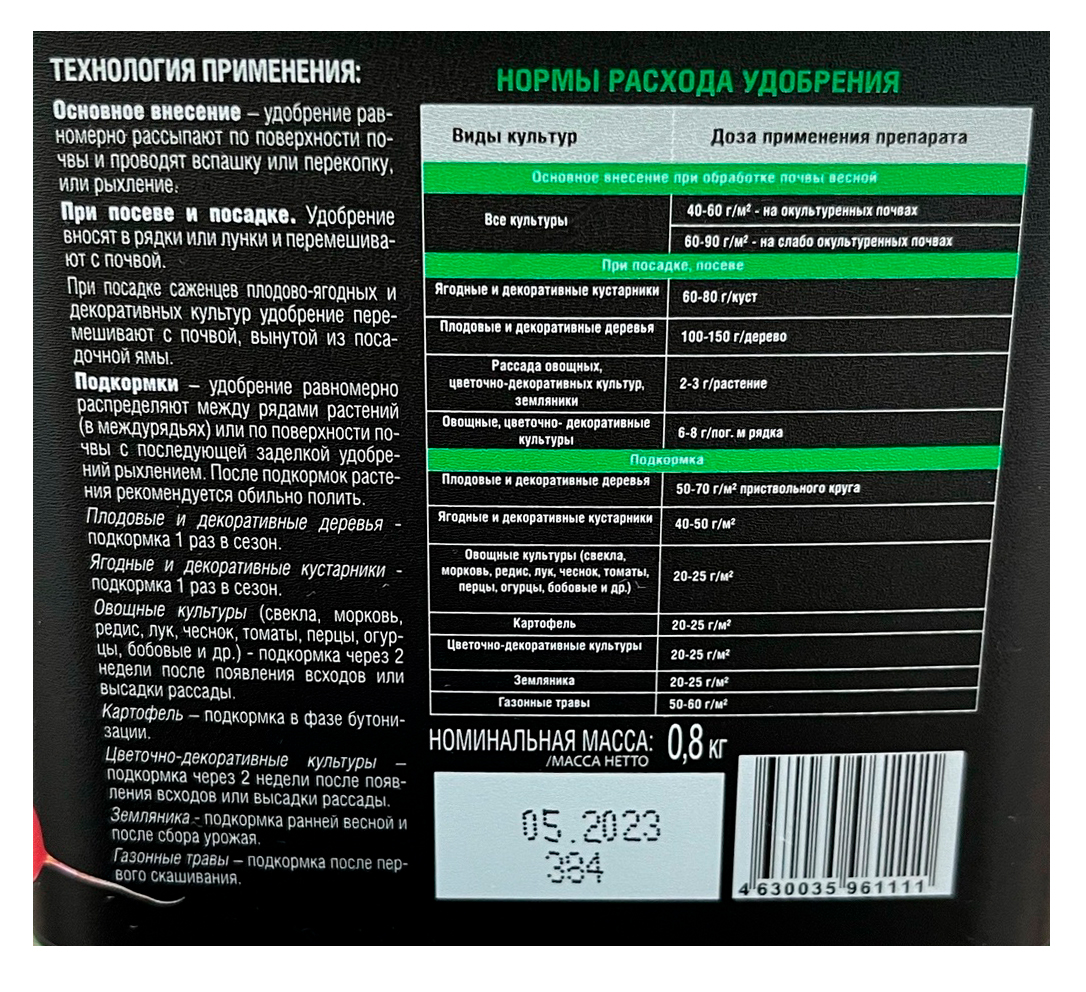 ТЕХНОЛОГИЯ ПРИМЕНЕНИЯ:
Основное внесение – удобрение рав-
номерно рассыпают по поверхности по-
чвы и проводят вспашку или перекопку,
или рыхление.
При посеве и посадке. Удобрение
вносят в рядки или лунки и перемешива-
ют с почвой.
При посадке саженцев плодово-ягодных и
декоративных культур удобрение пере-
мешивают с почвой, вынутой из поса-
дочной ямы.
Подкормки – удобрение равномерно
распределяют между рядами растений
(в междурядьях) или по поверхности по-
чвы с последующей заделкой удобре-
ний рыхлением. После подкормок расте-
ния рекомендуется обильно полить.
Плодовые и декоративные деревья -
подкормка 1 раз в сезон.
Ягодные и декоративные кустарники -
подкормка 1 раз в сезон.
Овощные культуры (свекла, морковь,
редис, лук, чеснок, томаты, перцы, огур-
цы, бобовые и др.) - подкормка через 2
недели после появления всходов или
высадки рассады.
Картофель – подкормка в фазе бутони-
зации.
Цветочно-декоративные культуры –
подкормка через 2 недели после появ-
ления всходов или высадки рассады.
Земляника - подкормка ранней весной и
после сбора урожая.
Газонные травы – подкормка после пер-
вого скашивания.
НОРМЫ РАСХОДА УДОБРЕНИЯ
Виды культур Доза применения препарата
Основное внесение при обработке почвы весной
Все культуры
40-60 г/м² - на окультуренных почвах
60-90 г/м² - на слабо окультуренных почвах
При посадке, посеве
Ягодные и декоративные кустарники 60-80 г/куст
Плодовые и декоративные деревья 100-150 г/дерево
Рассада овощных,
цветочно-декоративных культур, 2-3 г/растение
земляники
Овощные, цветочно- декоративные
культуры 6-8 г/пог. м рядка
Подкормка
Плодовые и декоративные деревья 50-70 г/м² приствольного круга
Ягодные и декоративные кустарники 40-50 г/м²
Овощные культуры (свекла,
морковь, редис, лук, чеснок, томаты, 20-25 г/м²
перцы, огурцы, бобовые и др.)
Картофель 20-25 г/м²
Цветочно-декоративные культуры 20-25 г/м²
Земляника 20-25 г/м²
Газонные травы 50-60 г/м²
НОМИНАЛЬНАЯ МАССА: 0,8 кг
/МАССА НЕТТО
05.2023
384
4 630035 961111